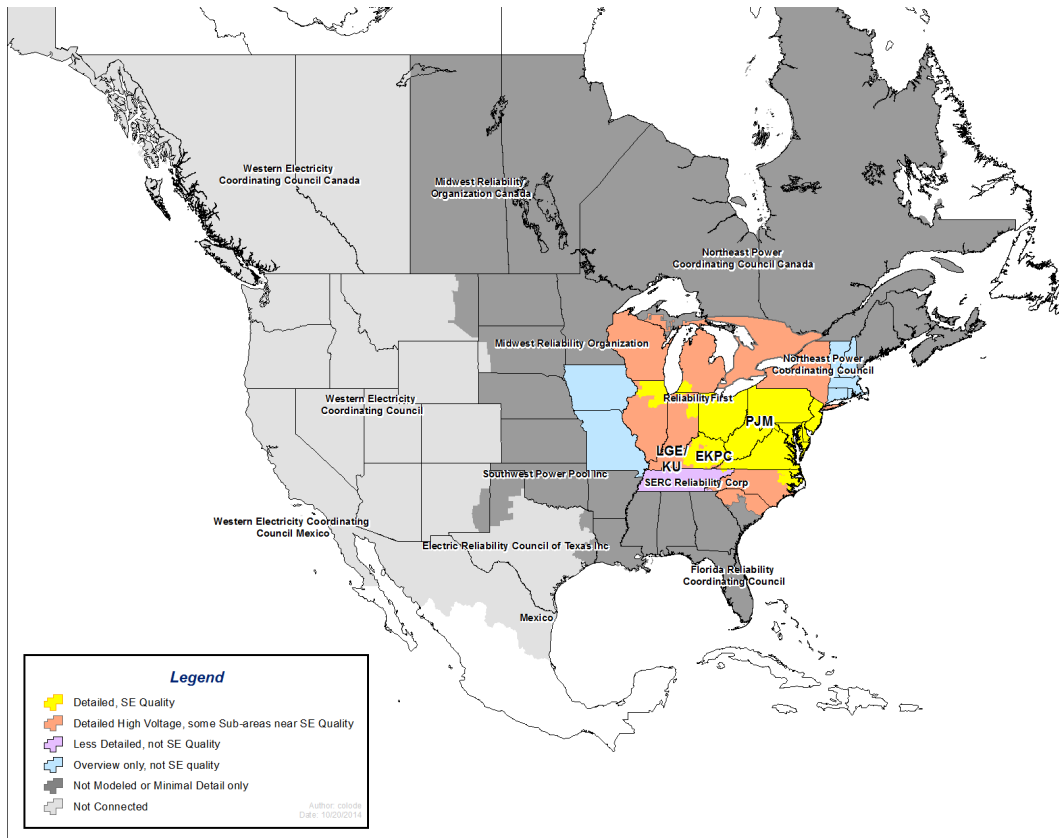 Western Electricity
Coordinating Council Canada
Midwest Reliability
Organization Canada
Northeast Power
Coordinating Council Canada
Midwest Reliability Organization
Northeast Power
Coordinating Council
Western Electricity
Coordinating Council
ReliabilityFirst
PJM
LGE/
KU
EKPC
Southwest Power Pool Inc
SERC Reliability Corp
Western Electricity Coordinating
Council Mexico
Electric Reliability Council of Texas Inc
Florida Reliability
Coordinating Council
Mexico
Legend
Detailed, SE Quality
Detailed High Voltage, some Sub-areas near SE Quality
Less Detailed, not SE Quality
Overview only, not SE quality
Not Modeled or Minimal Detail only
Not Connected
Author: colode
Date: 10/20/2014